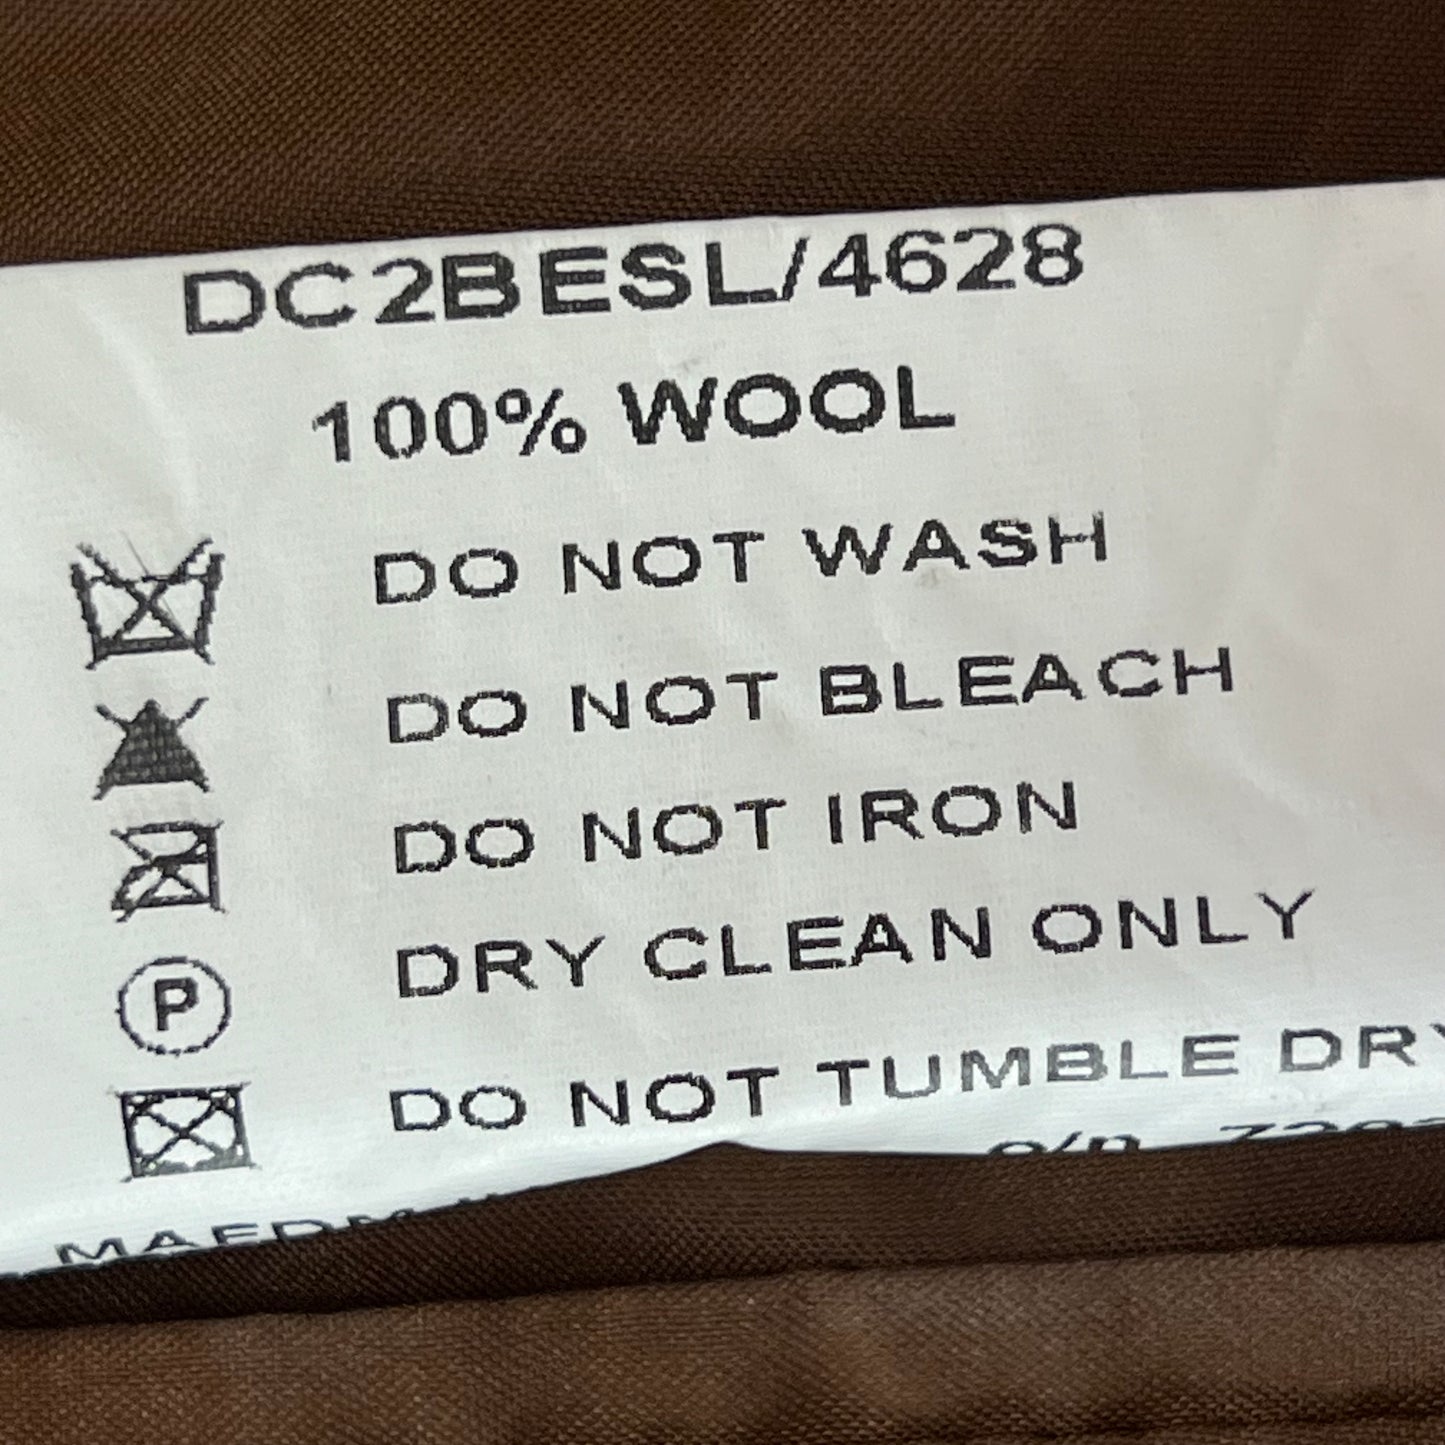 DC2BESL/4628
100% WOOL
DO NOT WASH
DO NOT BLEACH
DO NOT IRON
P DRY CLEAN ONLY
DO NOT TUMBLE DRY